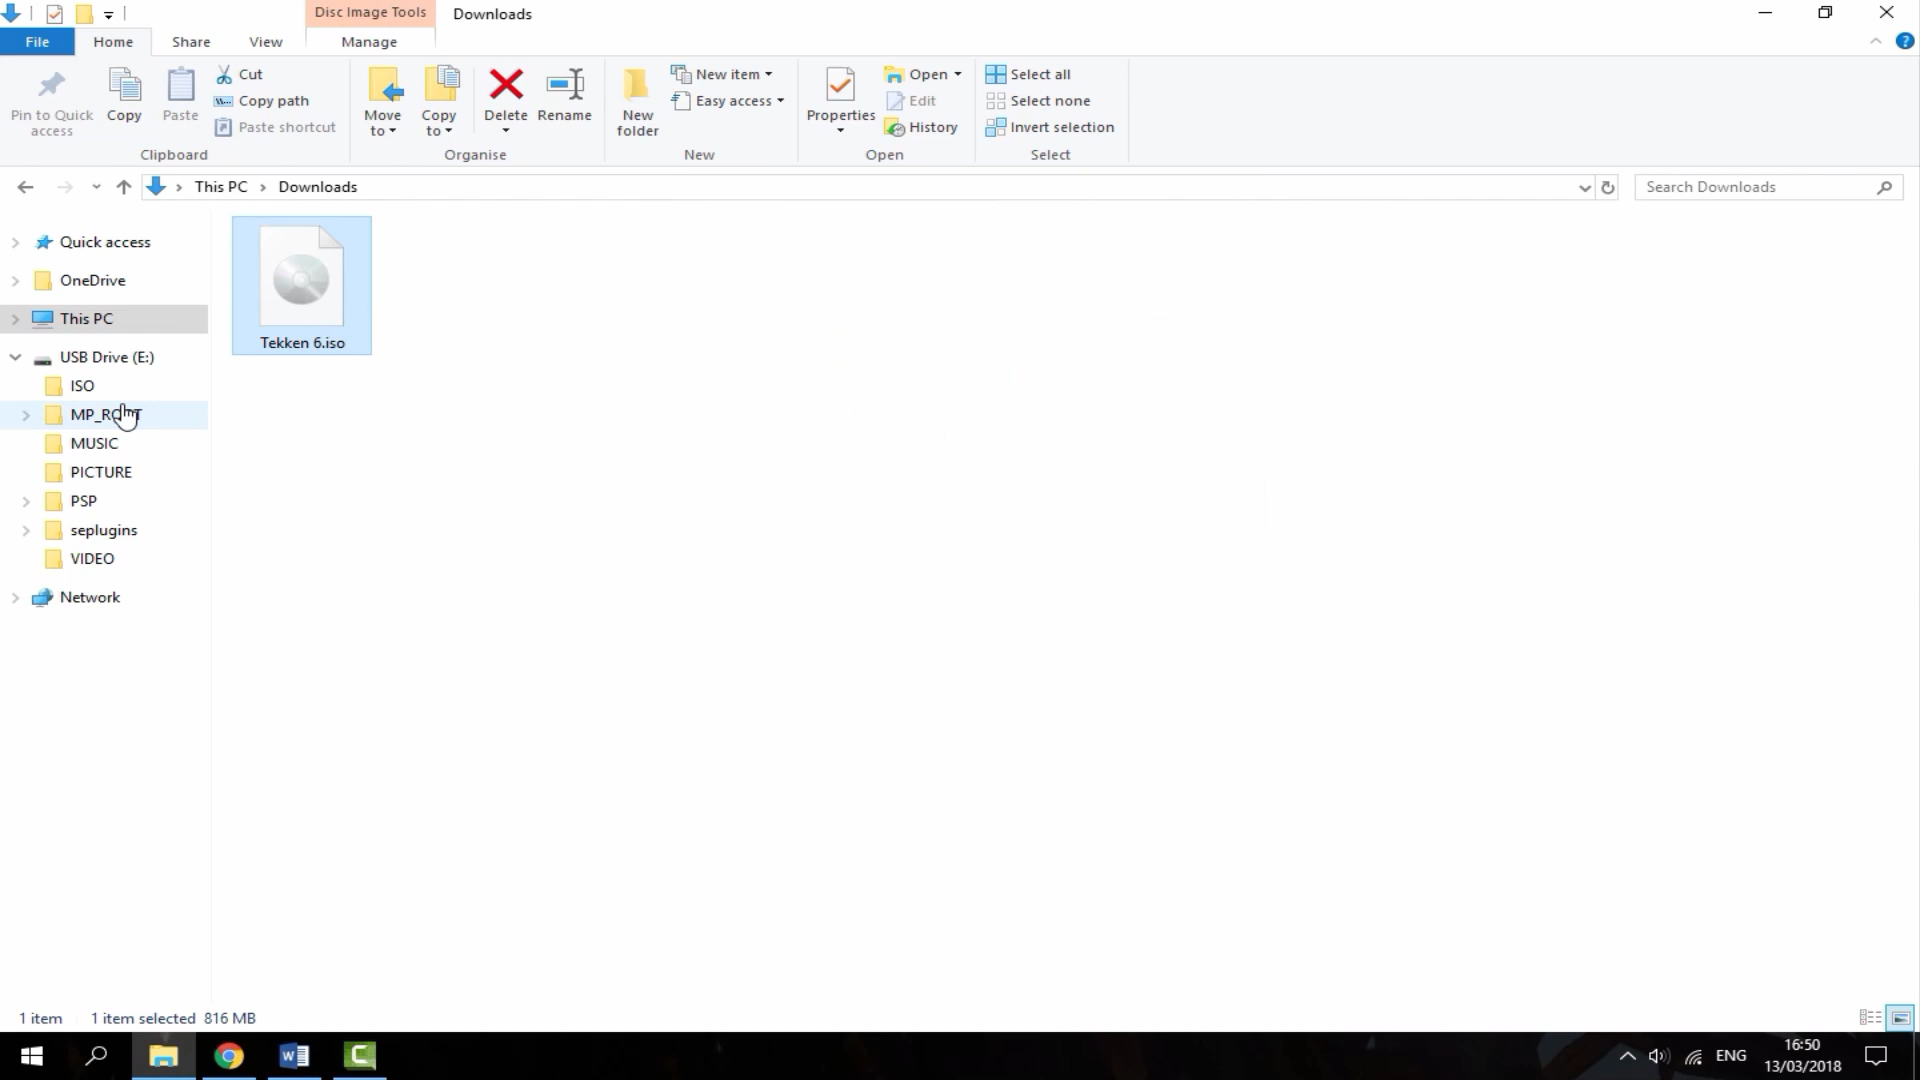 Disc Image Tools
Downloads
File
Home
Share
View
Manage
Pin to Quick
access
Copy
Paste
Cut
Copy path
Paste shortcut
Clipboard
Move
to
Copy
to
Delete
Rename
Organise
New
folder
New item
Easy access
New
Properties
Open
Edit
History
Open
Select all
Select none
Invert selection
Select
This PC
Downloads
Search Downloads
Quick access
OneDrive
This PC
USB Drive (E:)
ISO
MP_ROOT
MUSIC
PICTURE
PSP
seplugins
VIDEO
Network
Tekken 6.iso
1 item
1 item selected 816 MB
ENG
16:50
13/03/2018